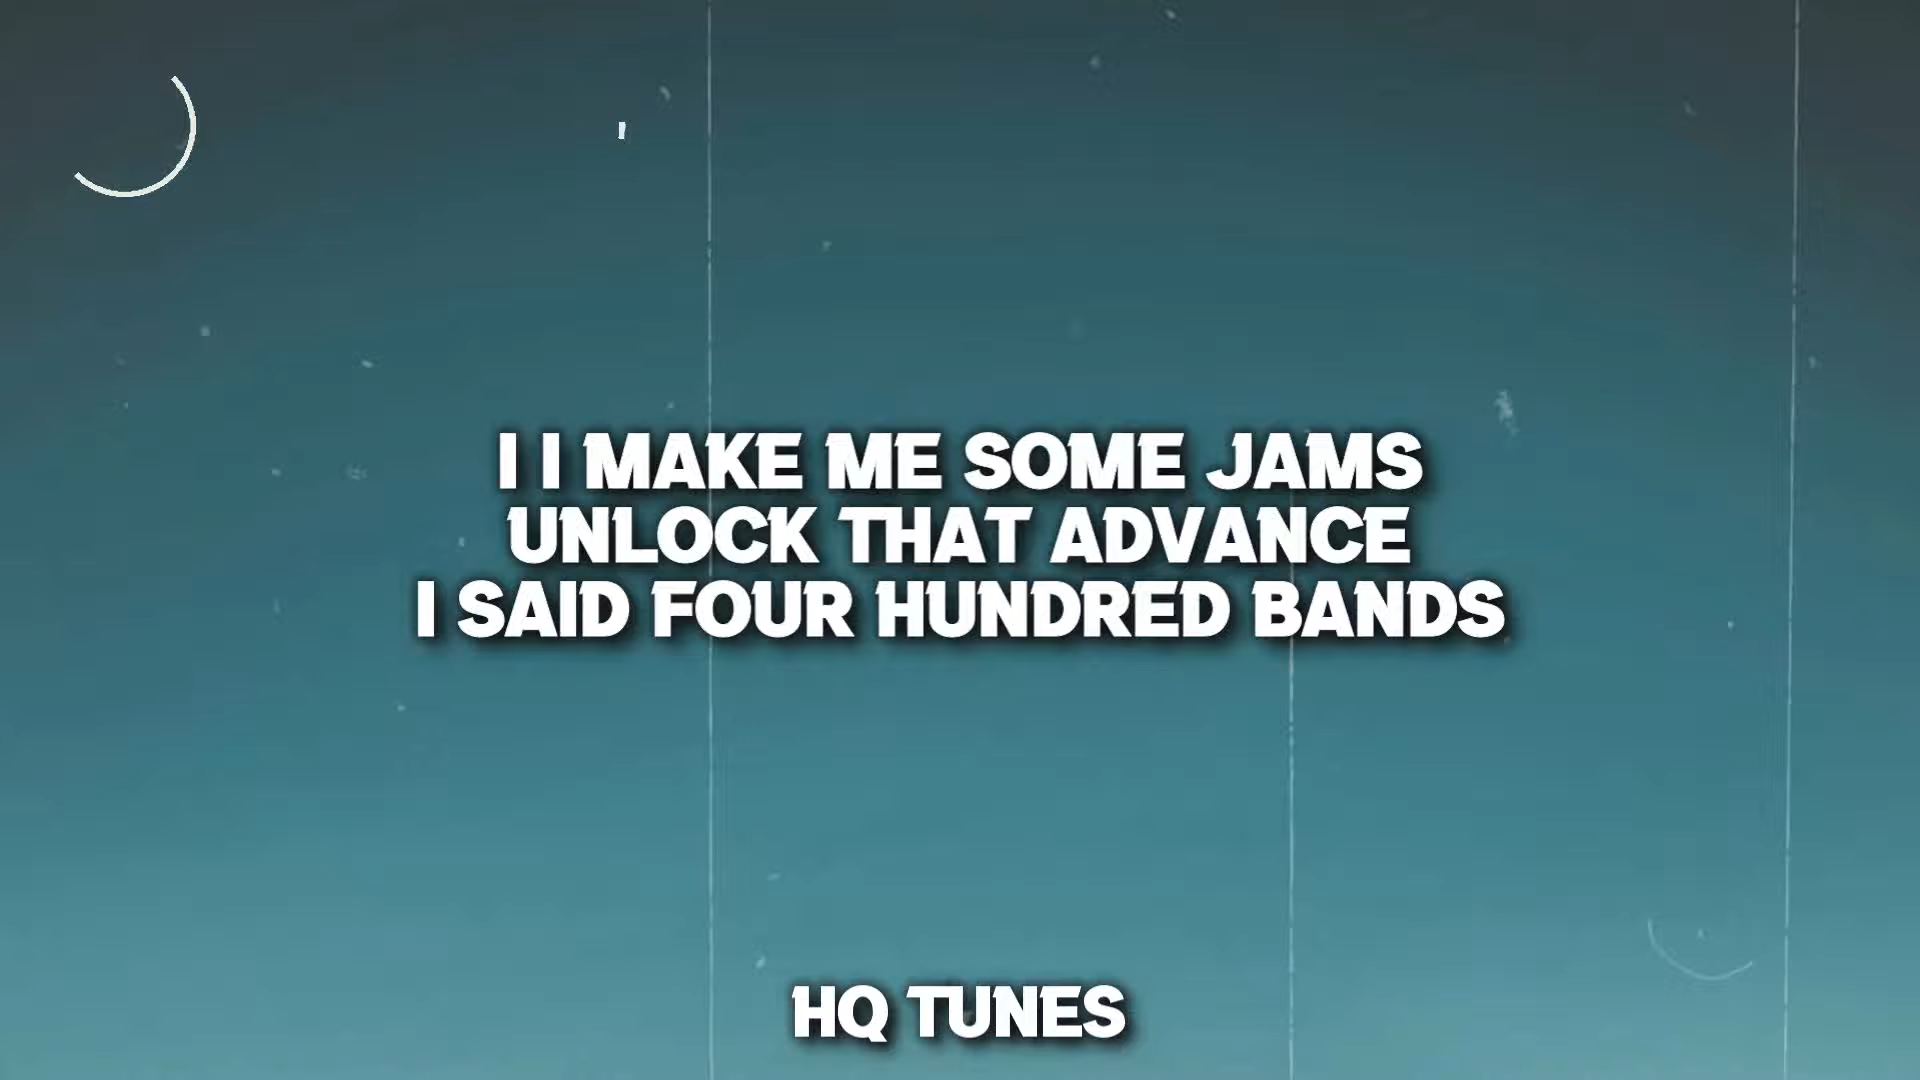 I I MAKE ME SOME JAMS
UNLOCK THAT ADVANCE
I SAID FOUR HUNDRED BANDS
HQ TUNES